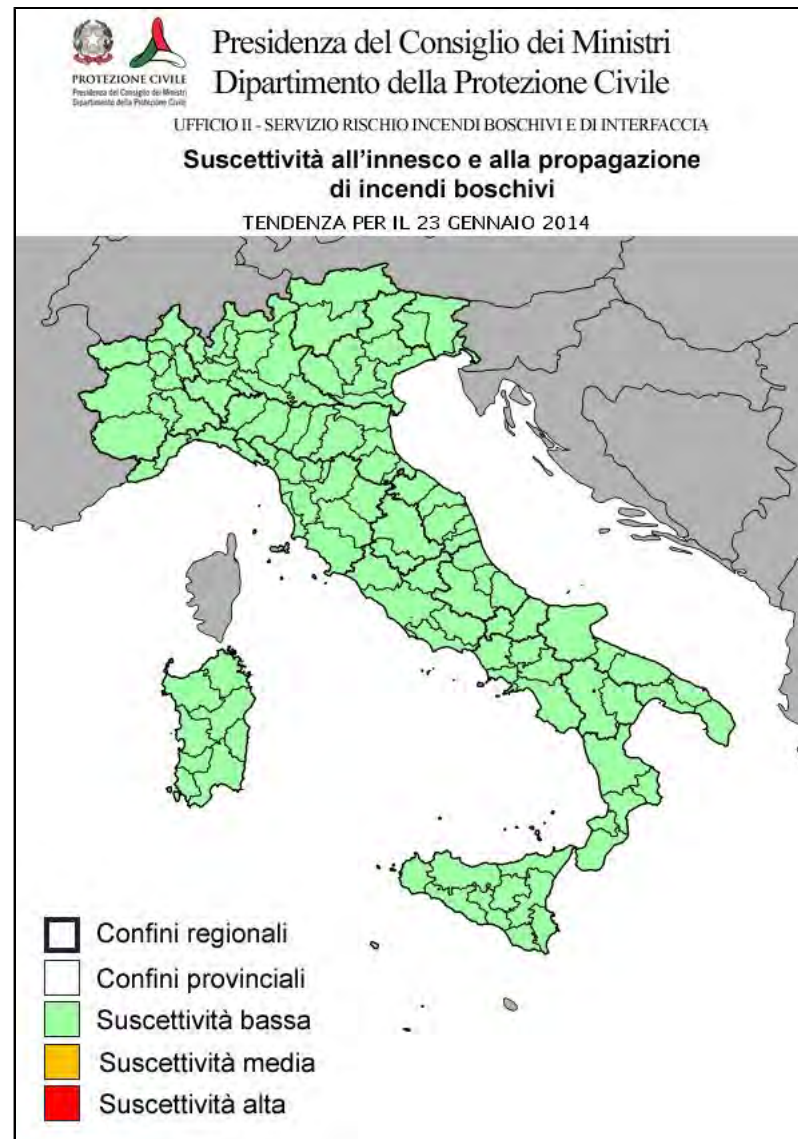 Presidenza del Consiglio dei Ministri
Dipartimento della Protezione Civile
PROTEZIONE CIVILE
Presidenza del Consiglio dei Ministri
Dipartimento della Protezione Civile
UFFICIO II - SERVIZIO RISCHIO INCENDI BOSCHIVI E DI INTERFACCIA
Suscettività all'innesco e alla propagazione
di incendi boschivi
TENDENZA PER IL 23 GENNAIO 2014
Confini regionali
Confini provinciali
Suscettività bassa
Suscettività media
Suscettività alta